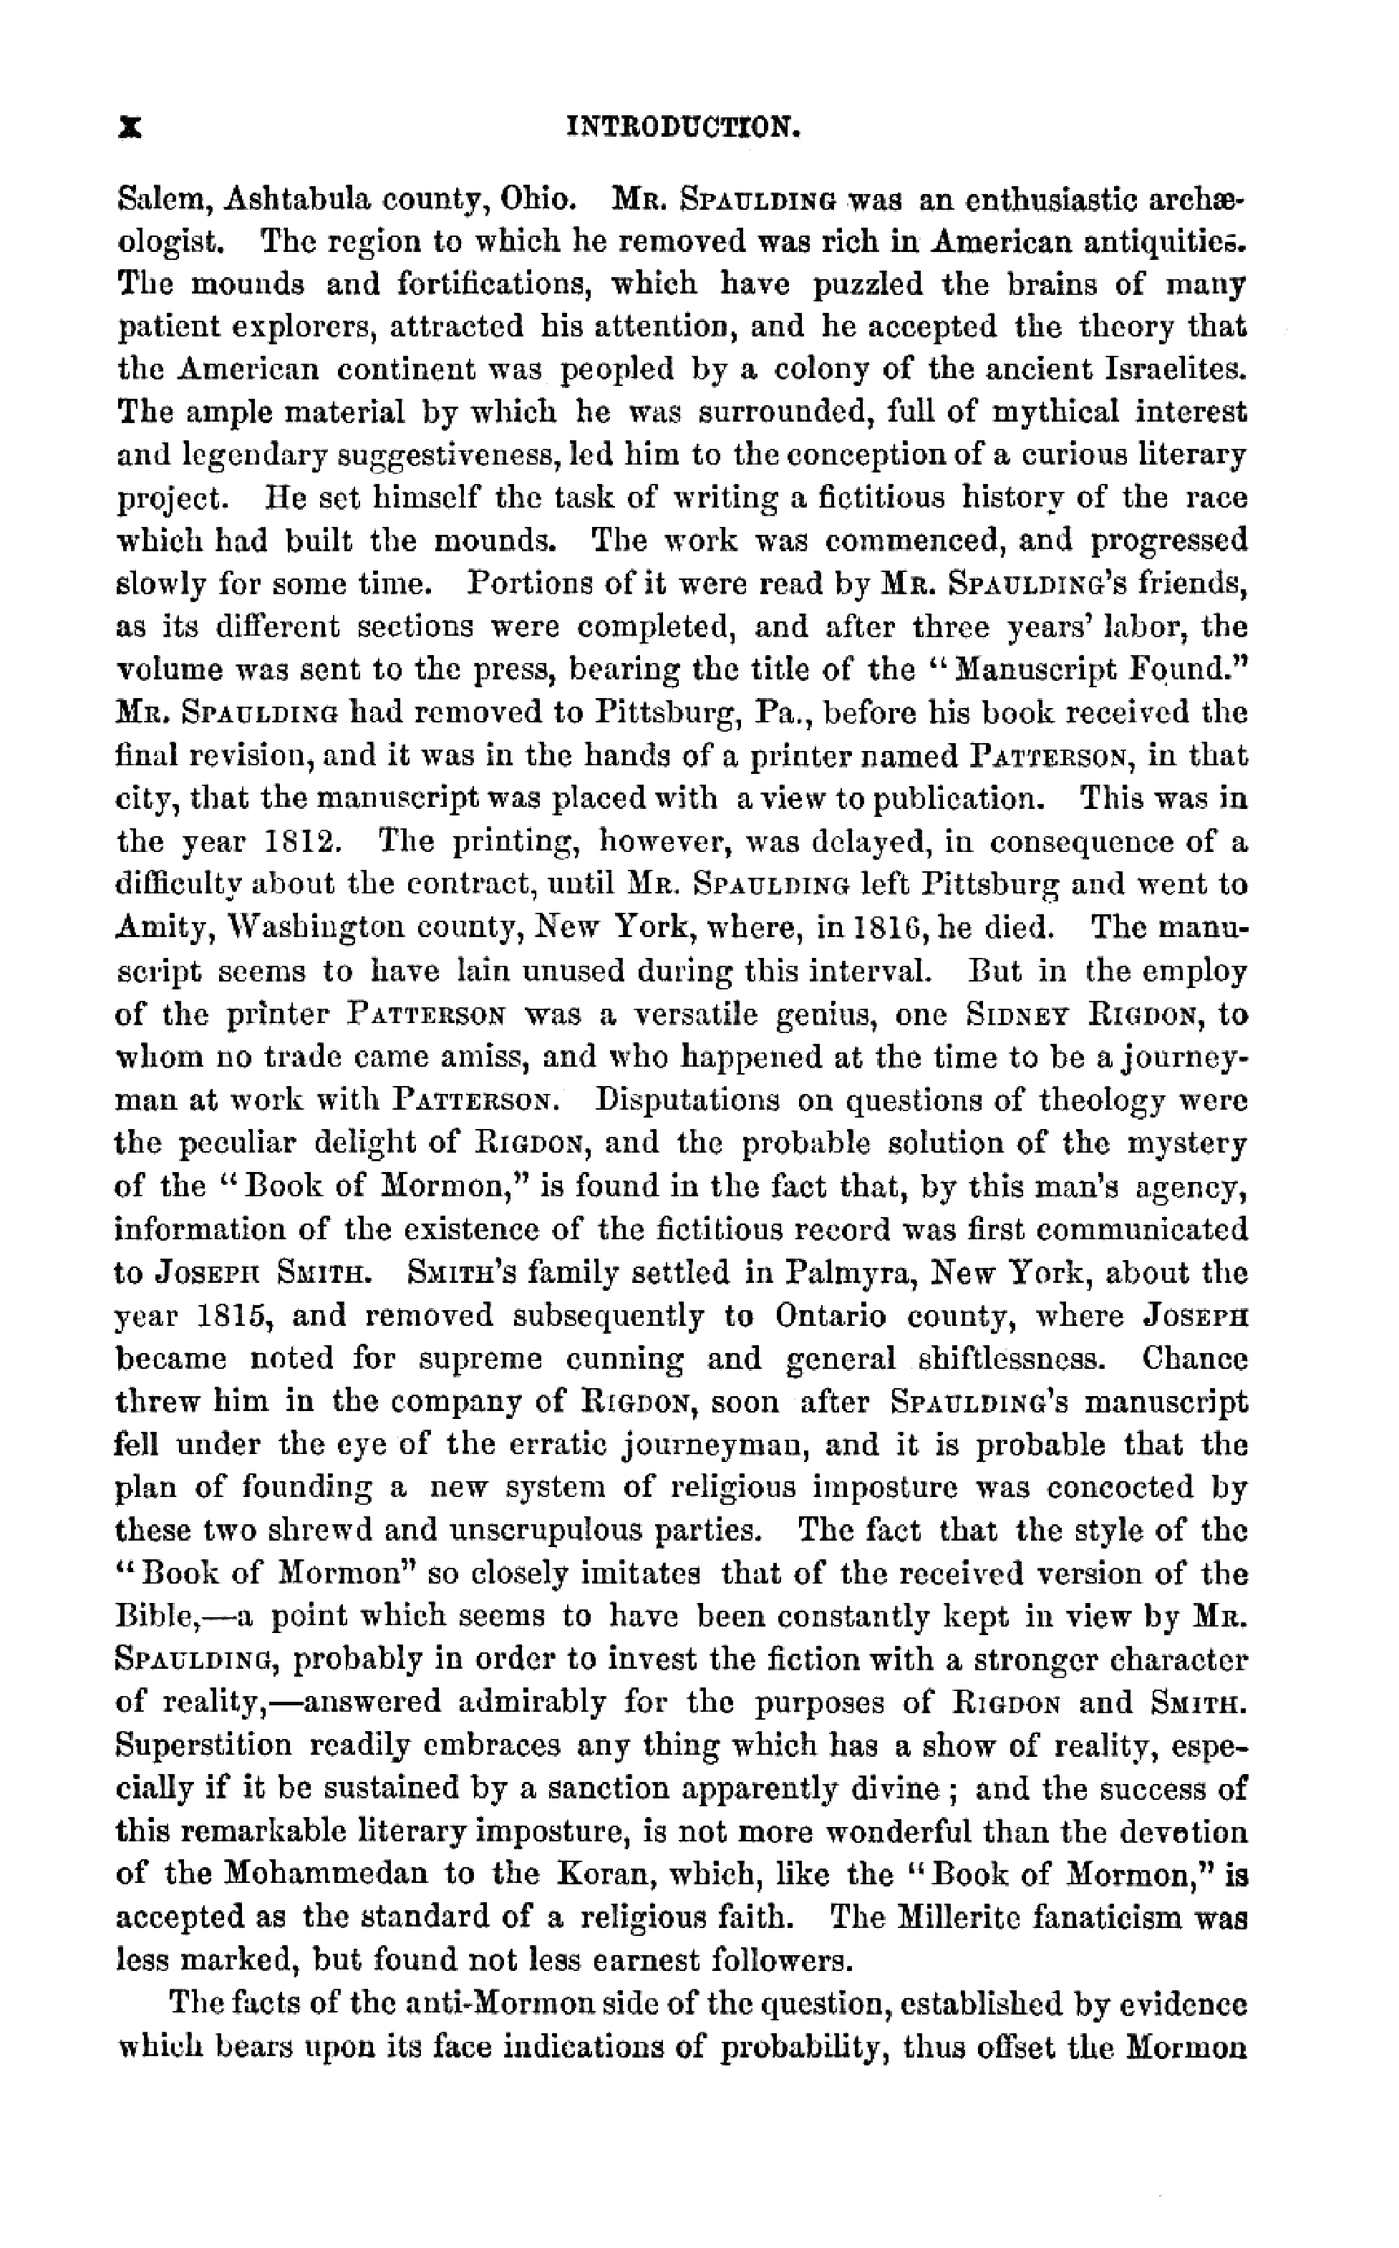 X INTRODUCTION.
Salem, Ashtabula county, Ohio. MR. SPAULDING was an enthusiastic archæ-
ologist. The region to which he removed was rich in American antiquities.
The mounds and fortifications, which have puzzled the brains of many
patient explorers, attracted his attention, and he accepted the theory that
the American continent was peopled by a colony of the ancient Israelites.
The ample material by which he was surrounded, full of mythical interest
and legendary suggestiveness, led him to the conception of a curious literary
project. He set himself the task of writing a fictitious history of the race
which had built the mounds. The work was commenced, and progressed
slowly for some time. Portions of it were read by MR. SPAULDING'S friends,
as its different sections were completed, and after three years' labor, the
volume was sent to the press, bearing the title of the "Manuscript Found."
MR. SPAULDING had removed to Pittsburg, Pa., before his book received the
final revision, and it was in the hands of a printer named PATTERSON, in that
city, that the manuscript was placed with a view to publication. This was in
the year 1812. The printing, however, was delayed, in consequence of a
difficulty about the contract, until MR. SPAULDING left Pittsburg and went to
Amity, Washington county, New York, where, in 1816, he died. The manu-
script seems to have lain unused during this interval. But in the employ
of the printer PATTERSON was a versatile genius, one SIDNEY RIGDON, to
whom no trade came amiss, and who happened at the time to be a journey-
man at work with PATTERSON. Disputations on questions of theology were
the peculiar delight of RIGDON, and the probable solution of the mystery
of the "Book of Mormon," is found in the fact that, by this man's agency,
information of the existence of the fictitious record was first communicated
to JOSEPH SMITH. SMITH'S family settled in Palmyra, New York, about the
year 1815, and removed subsequently to Ontario county, where JOSEPH
became noted for supreme cunning and general shiftlessness. Chance
threw him in the company of RIGDON, soon after SPAULDING'S manuscript
fell under the eye of the erratic journeyman, and it is probable that the
plan of founding a new system of religious imposture was concocted by
these two shrewd and unscrupulous parties. The fact that the style of the
"Book of Mormon" so closely imitates that of the received version of the
Bible,—a point which seems to have been constantly kept in view by MR.
SPAULDING, probably in order to invest the fiction with a stronger character
of reality,—answered admirably for the purposes of RIGDON and SMITH.
Superstition readily embraces any thing which has a show of reality, espe-
cially if it be sustained by a sanction apparently divine; and the success of
this remarkable literary imposture, is not more wonderful than the devotion
of the Mohammedan to the Koran, which, like the "Book of Mormon," is
accepted as the standard of a religious faith. The Millerite fanaticism was
less marked, but found not less earnest followers.
The facts of the anti-Mormon side of the question, established by evidence
which bears upon its face indications of probability, thus offset the Mormon